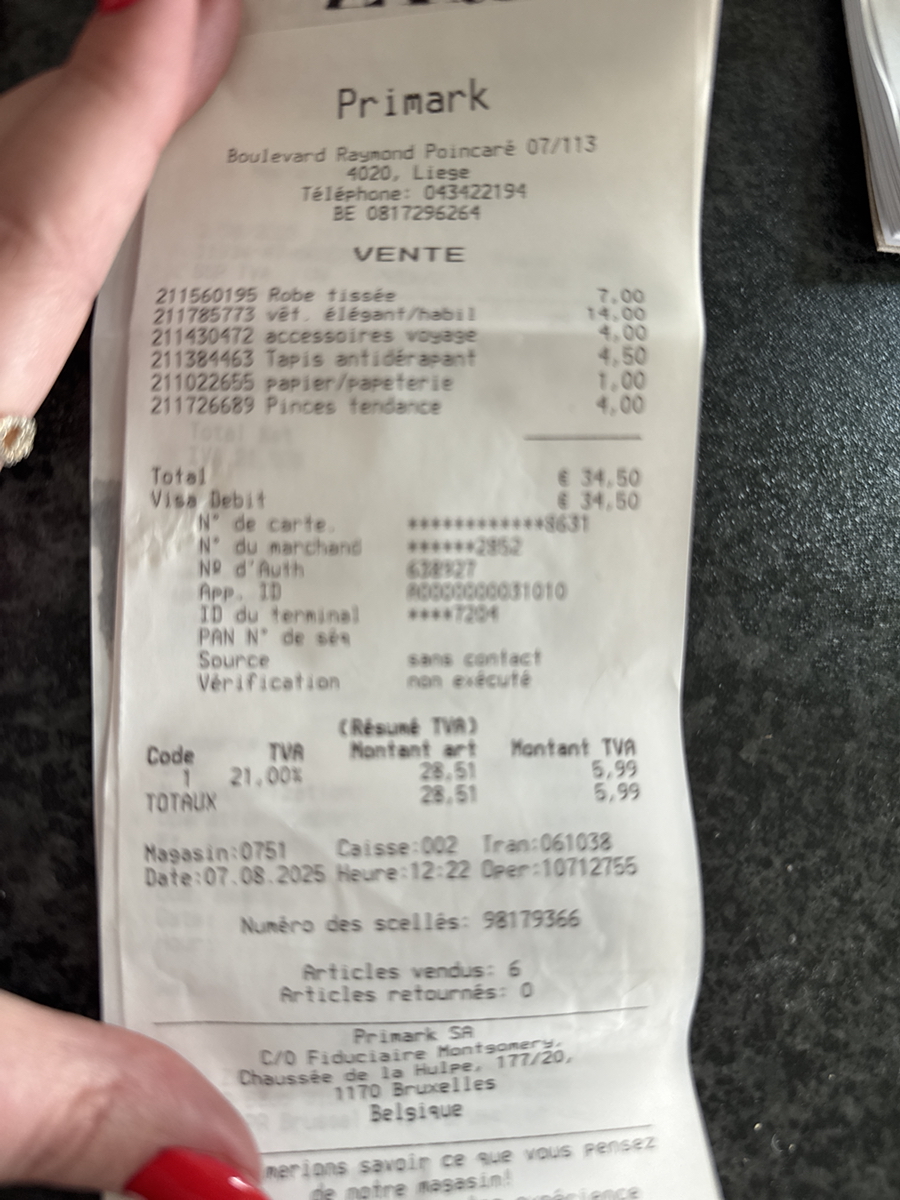 Primark
Boulevard Raymond Poincaré 07/113
4020, Liege
Téléphone: 043422194
BE 0817296264
VENTE
211560195 Robe tissée 7,00
211785773 vêt. élégant/habil 14,00
211430472 accessoires voyage 4,00
211384463 Tapis antidérapant 4,50
211022655 papier/papeterie 1,00
211726689 Pinces tendance 4,00
Total € 34,50
Visa Debit € 34,50
N° de carte. ************8631
N° du marchand ******2852
Nº d'Auth
App. ID A0000000031010
ID du terminal ****7204
PAN N° de séq
Source sans contact
Vérification non exécuté
(Résumé TVA)
Code TVA Montant art Montant TVA
1 21,00% 28,51 5,99
TOTAUX 28,51 5,99
Magasin:0751 Caisse:002 Tran:061038
Date:07.08.2025 Heure:12:22 Oper:10712755
Numéro des scellés: 98179366
Articles vendus: 6
Articles retournés: 0
Primark SA
C/O Fiduciaire Montgomery,
Chaussée de la Hulpe, 177/20,
1170 Bruxelles
Belgique
merions savoir ce que vous pensez
de notre magasin!
expérience